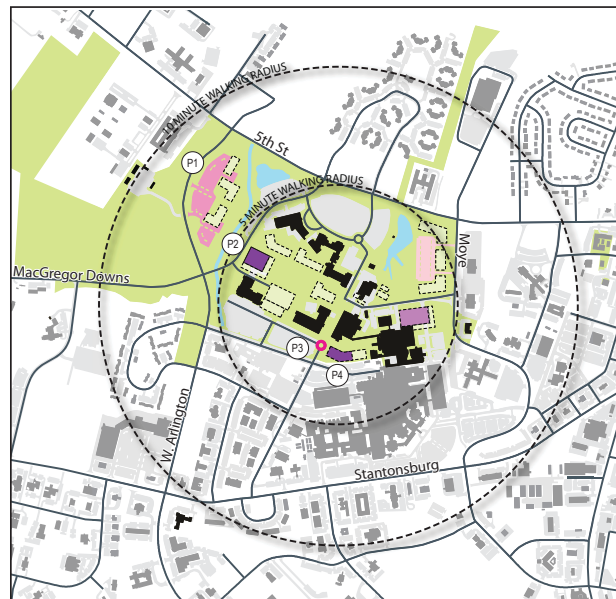 10 MINUTE WALKING RADIUS
5th St
P1
5 MINUTE WALKING RADIUS
P2
Moye
MacGregor Downs
P3
P4
W. Arlington
Stantonsburg